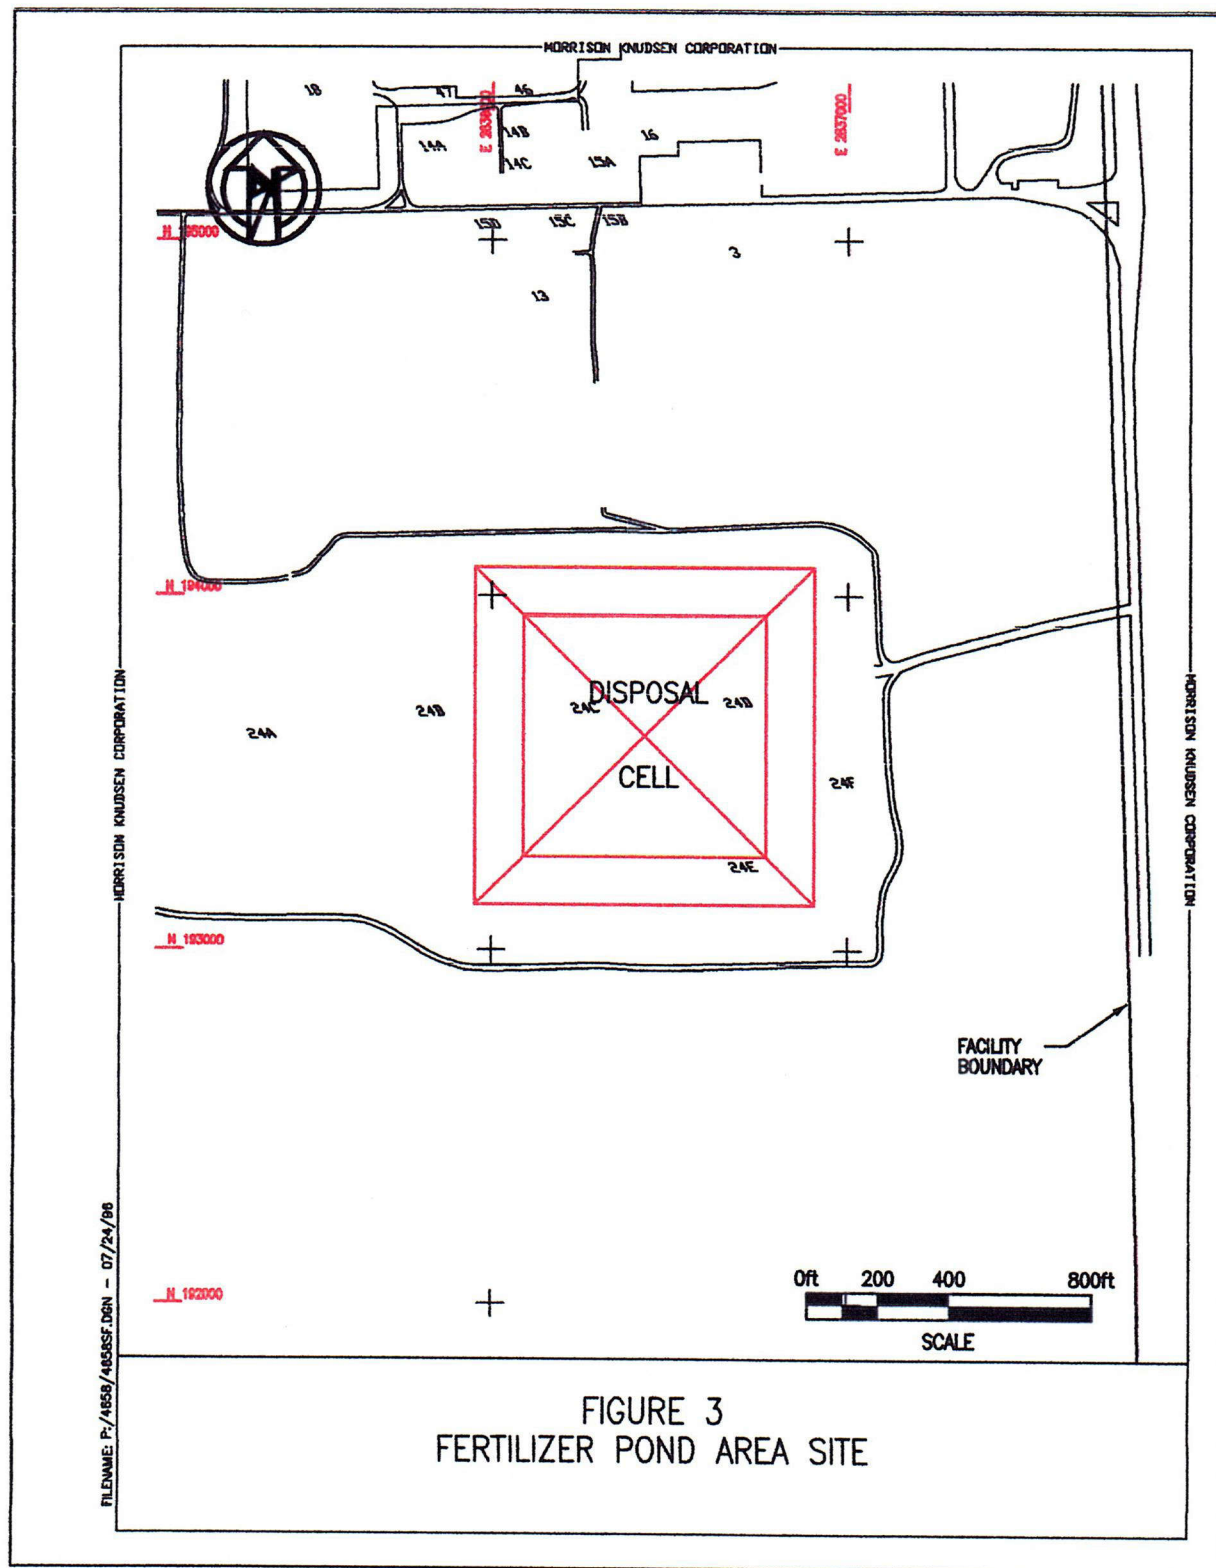 MORRISON KNUDSEN CORPORATION
18
47
46
E 2836000
E 2837000
14A
14B
14C
16
15A
15D
15C
15B
N 195000
3
13
N 194000
DISPOSAL
24A
24B
24C
24D
CELL
24F
24E
MORRISON KNUDSEN CORPORATION
MORRISON KNUDSEN CORPORATION
N 193000
FACILITY
BOUNDARY
N 192000
0ft 200 400 800ft
SCALE
FILENAME: P:/4658/4658SF.DGN - 07/24/96
FIGURE 3
FERTILIZER POND AREA SITE